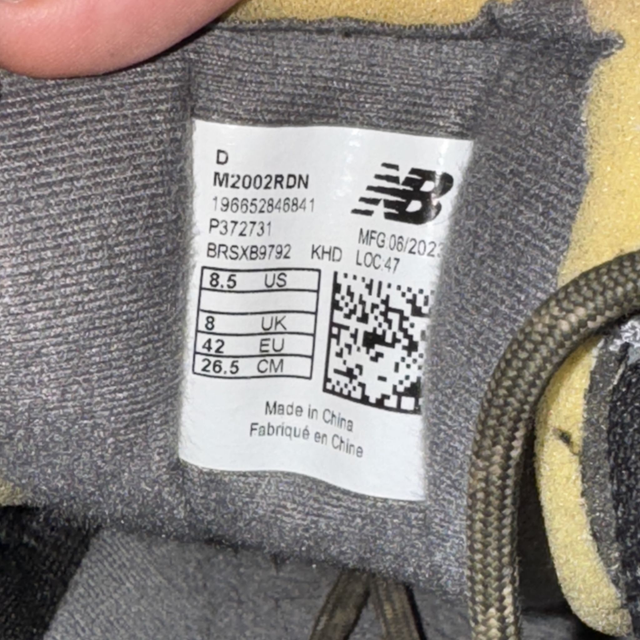 D
M2002RDN
196652846841
P372731
BRSXB9792 KHD
NB
MFG 06/2023
LOC:47
8.5 US
8 UK
42 EU
26.5 CM
Made in China
Fabriqué en Chine